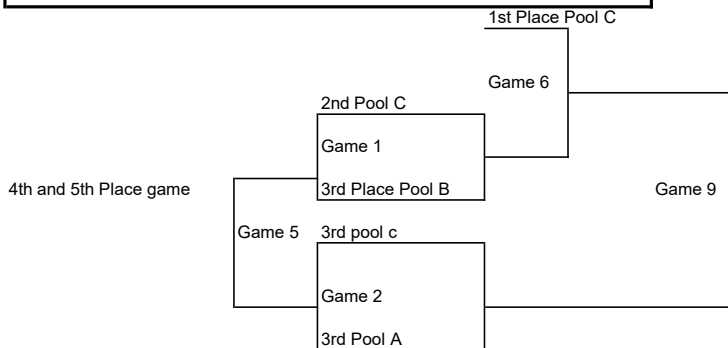 1st Place Pool C
Game 6
2nd Pool C
Game 1
4th and 5th Place game
3rd Place Pool B
Game 9
Game 5
3rd pool c
Game 2
3rd Pool A